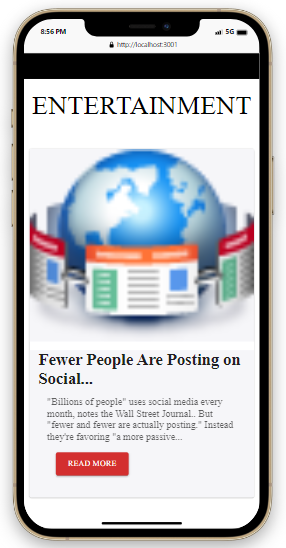 8:56 PM
5G
http://localhost:3001
ENTERTAINMENT
Fewer People Are Posting on
Social...
"Billions of people" uses social media every
month, notes the Wall Street Journal.. But
"fewer and fewer are actually posting." Instead
they're favoring "a more passive...
READ MORE